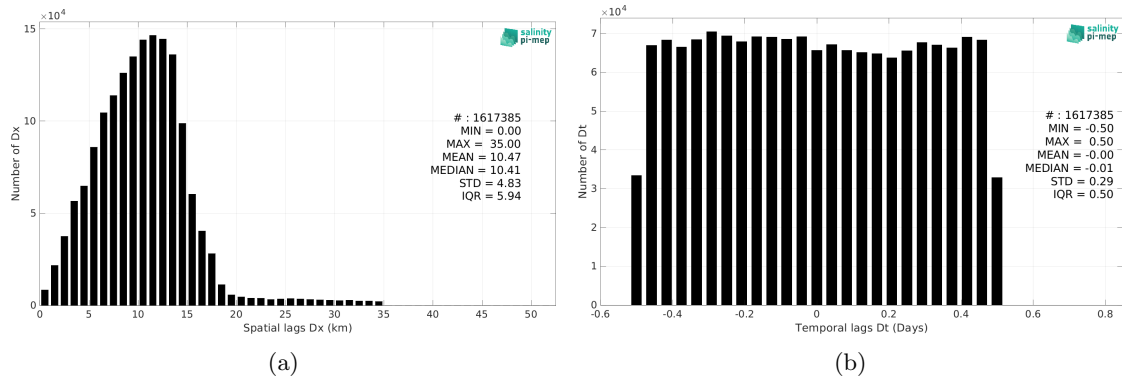 ×10⁴
15
10
5
0
0 5 10 15 20 25 30 35 40 45 50
Number of Dx
Spatial lags Dx (km)
salinity
pi-mep
# : 1617385
MIN = 0.00
MAX = 35.00
MEAN = 10.47
MEDIAN = 10.41
STD = 4.83
IQR = 5.94
(a)
×10⁴
7
6
5
4
3
2
1
0
-0.6 -0.4 -0.2 0 0.2 0.4 0.6 0.8
Number of Dt
Temporal lags Dt (Days)
salinity
pi-mep
# : 1617385
MIN = -0.50
MAX = 0.50
MEAN = -0.00
MEDIAN = -0.01
STD = 0.29
IQR = 0.50
(b)